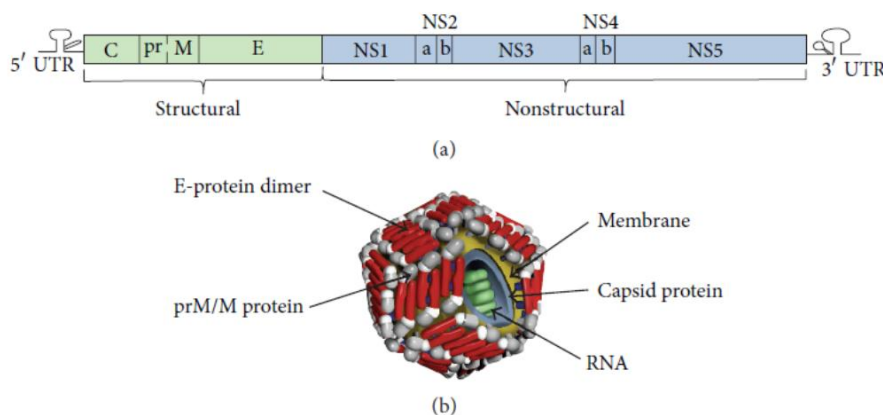 NS2 NS4
C pr M E NS1 a b NS3 a b NS5
5′ UTR 3′ UTR
Structural Nonstructural
(a)
E-protein dimer
Membrane
prM/M protein
Capsid protein
RNA
(b)